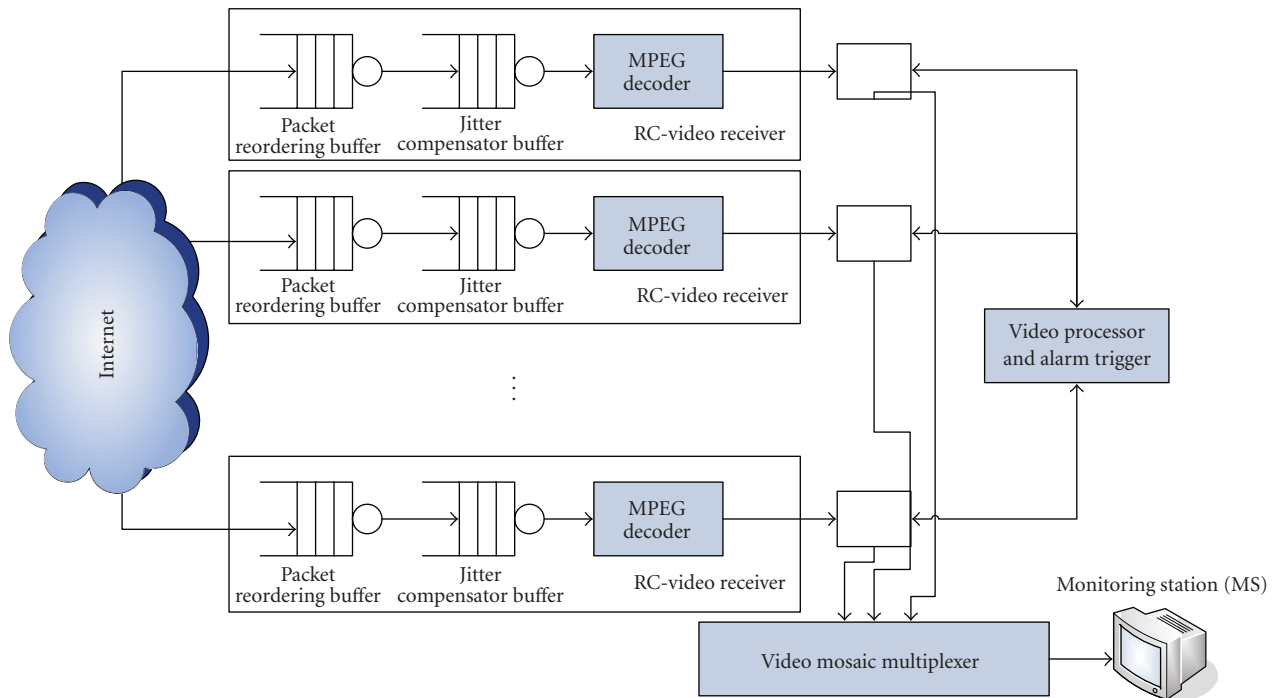 MPEG
decoder
Packet
reordering buffer
Jitter
compensator buffer
RC-video receiver
MPEG
decoder
Packet
reordering buffer
Jitter
compensator buffer
RC-video receiver
Internet
Video processor
and alarm trigger
MPEG
decoder
Packet
reordering buffer
Jitter
compensator buffer
RC-video receiver
Monitoring station (MS)
Video mosaic multiplexer